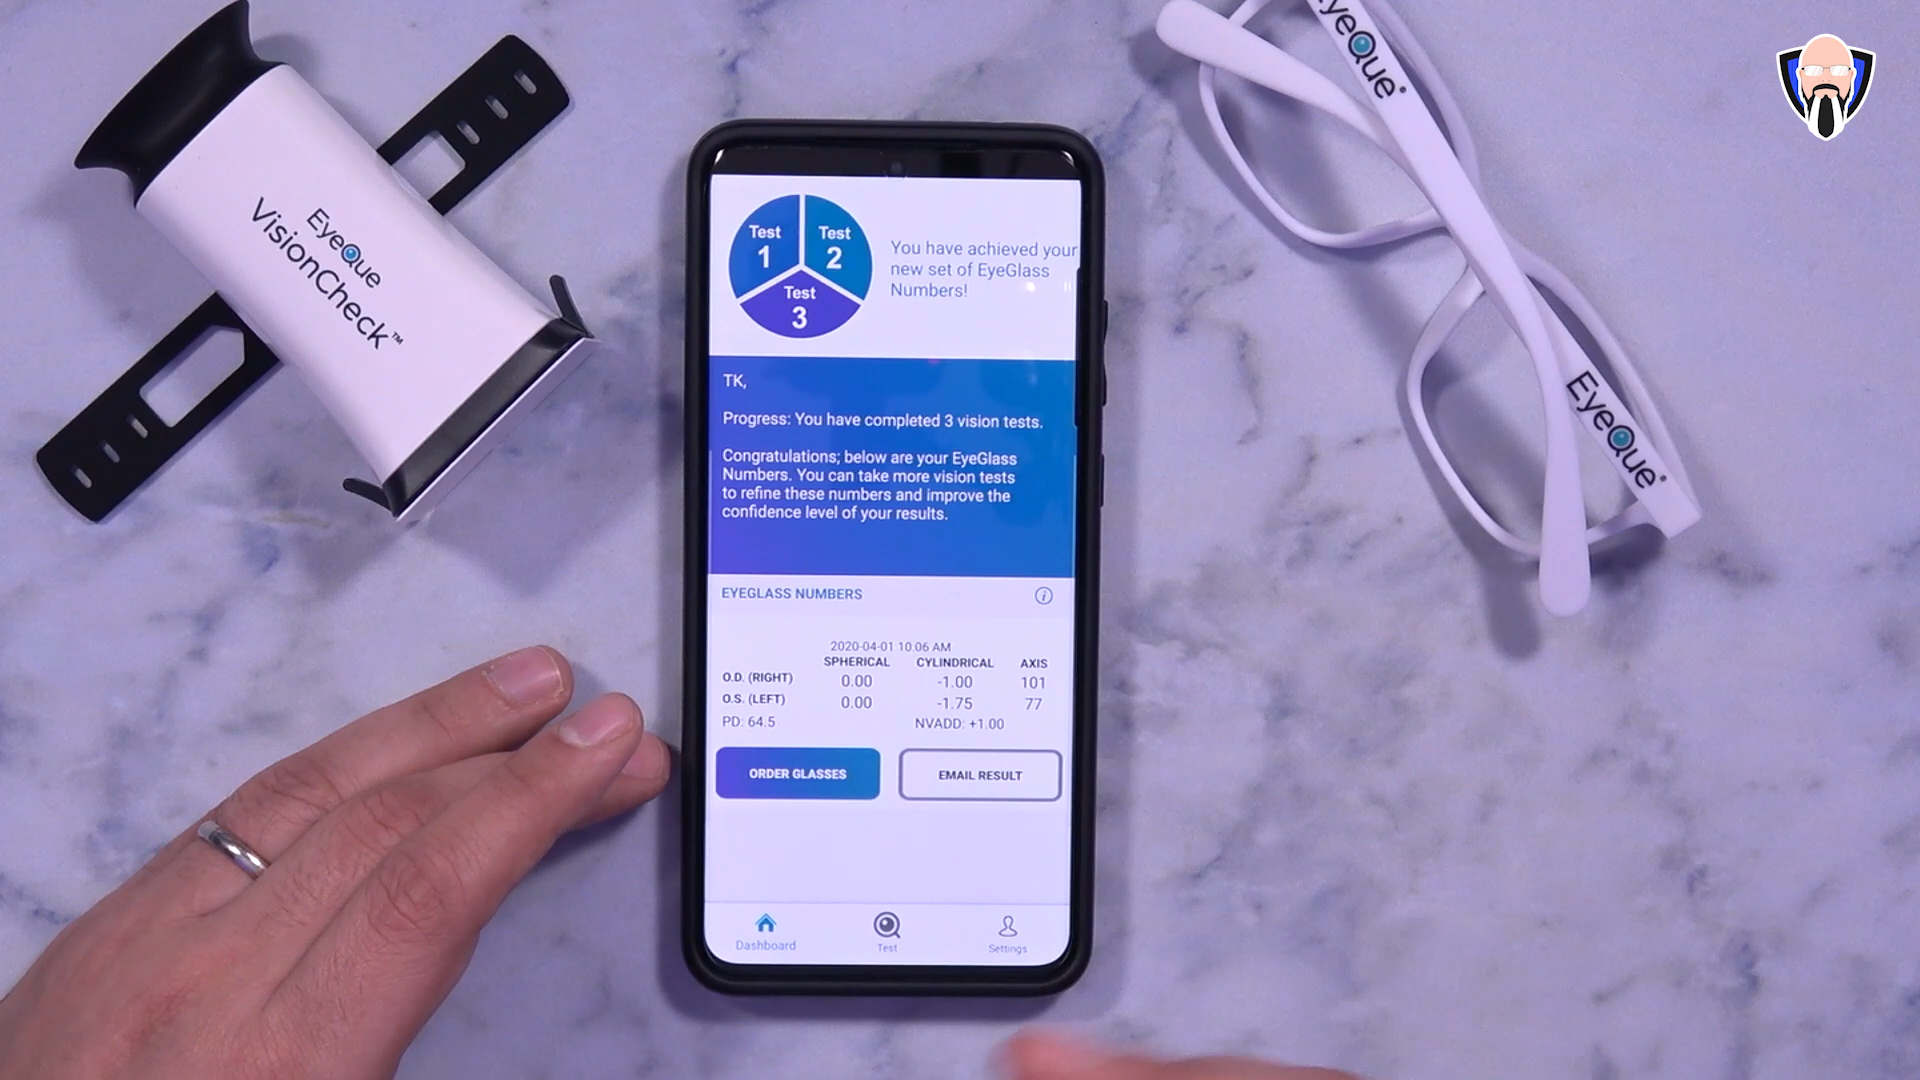 EyeQue
VisionCheck™
EyeQue®
EyeQue®
Test
1
Test
2
Test
3
You have achieved your
new set of EyeGlass
Numbers!
TK,
Progress: You have completed 3 vision tests.
Congratulations; below are your EyeGlass
Numbers. You can take more vision tests
to refine these numbers and improve the
confidence level of your results.
EYEGLASS NUMBERS
2020-04-01 10:06 AM
SPHERICAL CYLINDRICAL AXIS
O.D. (RIGHT) 0.00 -1.00 101
O.S. (LEFT) 0.00 -1.75 77
PD: 64.5 NVADD: +1.00
ORDER GLASSES EMAIL RESULT
Dashboard Test Settings